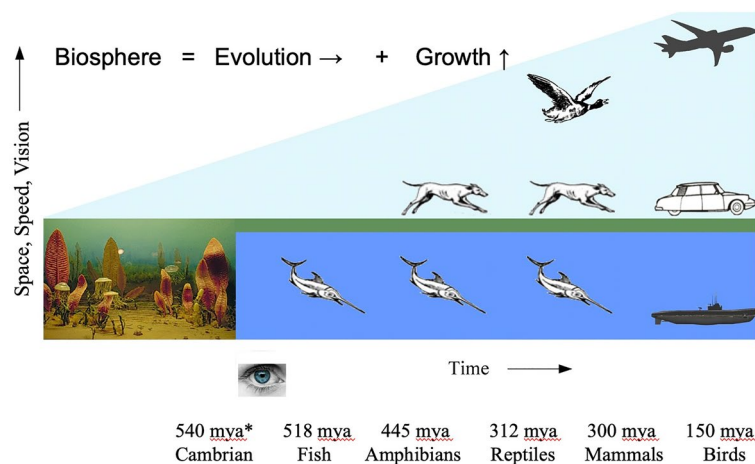 Biosphere = Evolution → + Growth ↑
Space, Speed, Vision
Time
540 mya* 518 mya 445 mya 312 mya 300 mya 150 mya
Cambrian Fish Amphibians Reptiles Mammals Birds